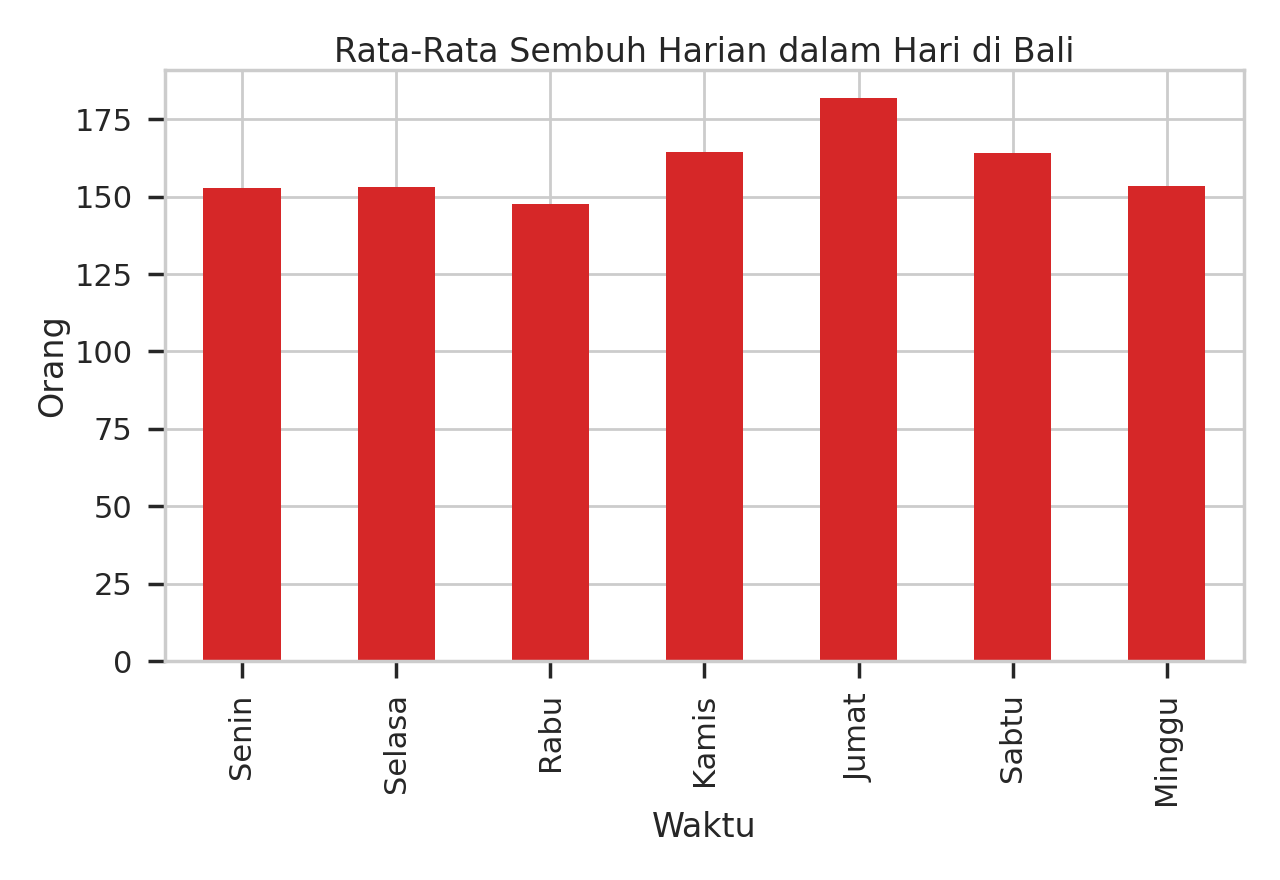 Rata-Rata Sembuh Harian dalam Hari di Bali
Orang
175
150
125
100
75
50
25
0
Senin
Selasa
Rabu
Kamis
Jumat
Sabtu
Minggu
Waktu